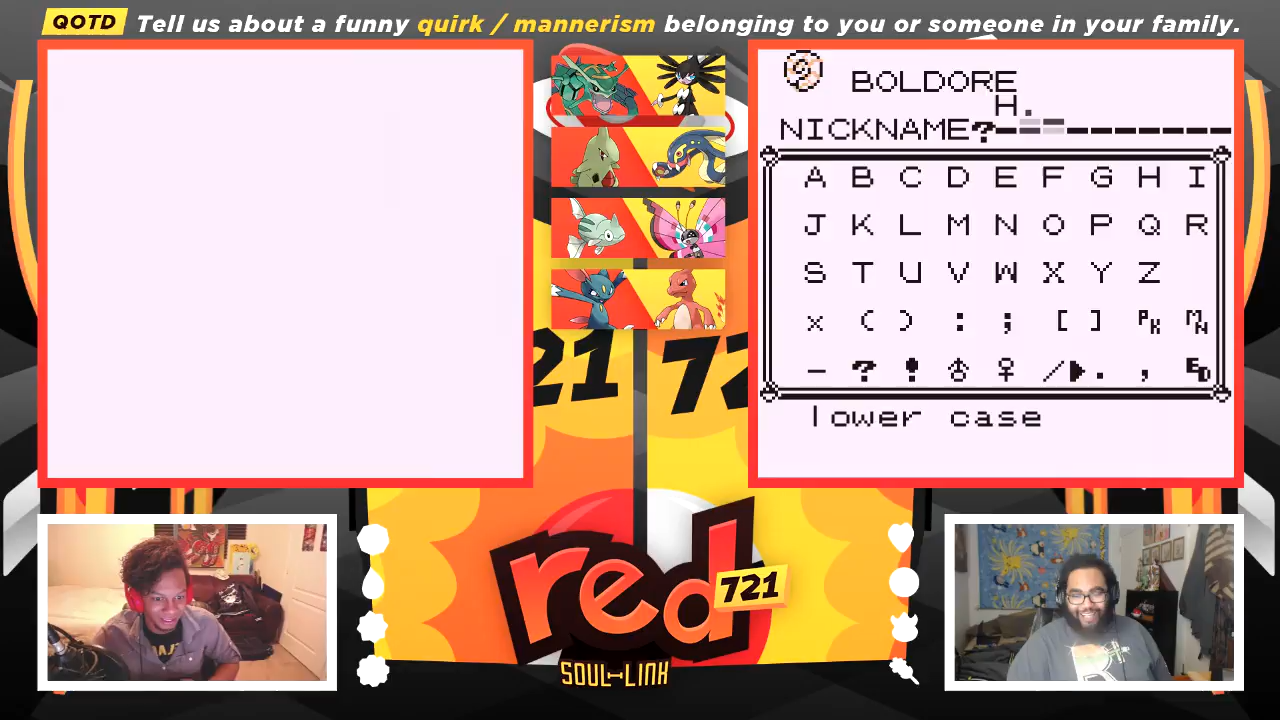 QOTD Tell us about a funny quirk / mannerism belonging to you or someone in your family.
BOLDORE
H.
NICKNAME?
A B C D E F G H I
J K L M N O P Q R
S T U V W X Y Z
x ( ) : ; [ ] PK MN
- ? ! ♂ ♀ / . , ED
lower case
21 72
red
721
SOUL-LINK